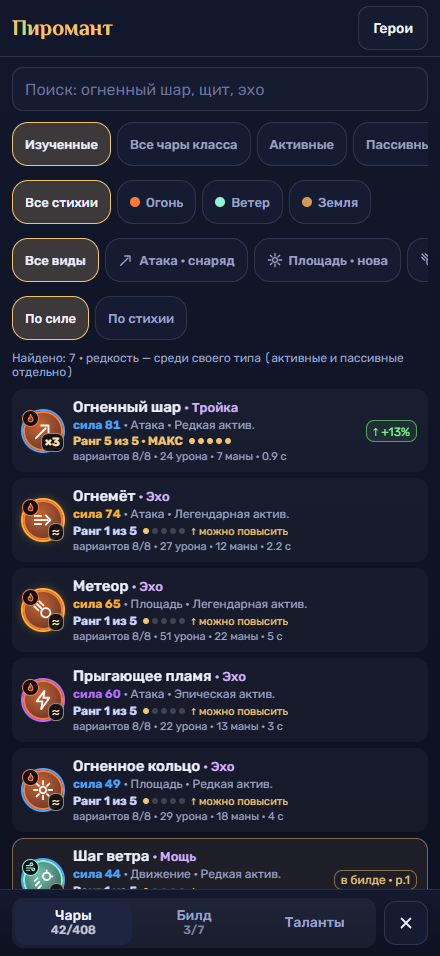 Пиромант
Герои
Поиск: огненный шар, щит, эхо
Изученные
Все чары класса
Активные
Все стихии
Огонь
Ветер
Земля
Все виды
Атака • снаряд
Площадь • нова
По силе
По стихии
Найдено: 7 • редкость — среди своего типа (активные и пассивные
отдельно)
Огненный шар • Тройка
сила 81 • Атака • Редкая актив.
Ранг 5 из 5 • МАКС
вариантов 8/8 • 24 урона • 7 маны • 0.9 с
×3
↑ +13%
Огнемёт • Эхо
сила 74 • Атака • Легендарная актив.
Ранг 1 из 5 ↑ можно повысить
вариантов 8/8 • 27 урона • 12 маны • 2.2 с
Метеор • Эхо
сила 65 • Площадь • Легендарная актив.
Ранг 1 из 5 ↑ можно повысить
вариантов 8/8 • 51 урона • 22 маны • 5 с
Прыгающее пламя • Эхо
сила 60 • Атака • Эпическая актив.
Ранг 1 из 5 ↑ можно повысить
вариантов 8/8 • 22 урона • 13 маны • 3 с
Огненное кольцо • Эхо
сила 49 • Площадь • Редкая актив.
Ранг 1 из 5 ↑ можно повысить
вариантов 8/8 • 29 урона • 18 маны • 4 с
Шаг ветра • Мощь
сила 44 • Движение • Редкая актив.
в билде • р.1
Чары
42/408
Билд
3/7
Таланты